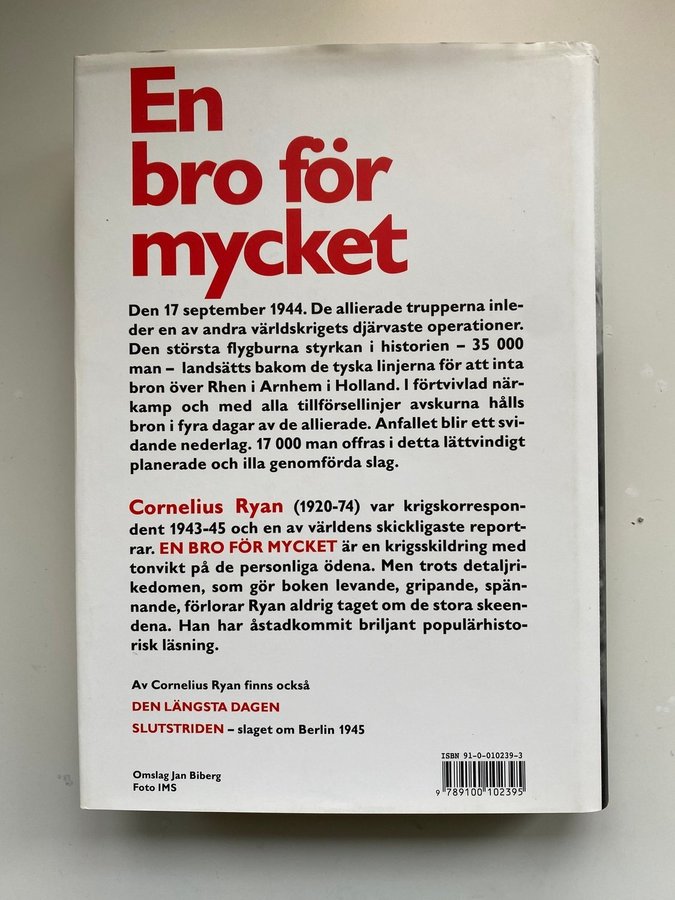 En
bro för
mycket
Den 17 september 1944. De allierade trupperna inle-
der en av andra världskrigets djärvaste operationer.
Den största flygburna styrkan i historien – 35 000
man – landsätts bakom de tyska linjerna för att inta
bron över Rhen i Arnhem i Holland. I förtvivlad när-
kamp och med alla tillförsellinjer avskurna hålls
bron i fyra dagar av de allierade. Anfallet blir ett svi-
dande nederlag. 17 000 man offras i detta lättvindigt
planerade och illa genomförda slag.
Cornelius Ryan (1920-74) var krigskorrespon-
dent 1943-45 och en av världens skickligaste report-
rar. EN BRO FÖR MYCKET är en krigsskildring med
tonvikt på de personliga ödena. Men trots detaljri-
kedomen, som gör boken levande, gripande, spän-
nande, förlorar Ryan aldrig taget om de stora skeen-
dena. Han har åstadkommit briljant populärhisto-
risk läsning.
Av Cornelius Ryan finns också
DEN LÄNGSTA DAGEN
SLUTSTRIDEN – slaget om Berlin 1945
ISBN 91-0-010239-3
9 789100 102395
Omslag Jan Biberg
Foto IMS